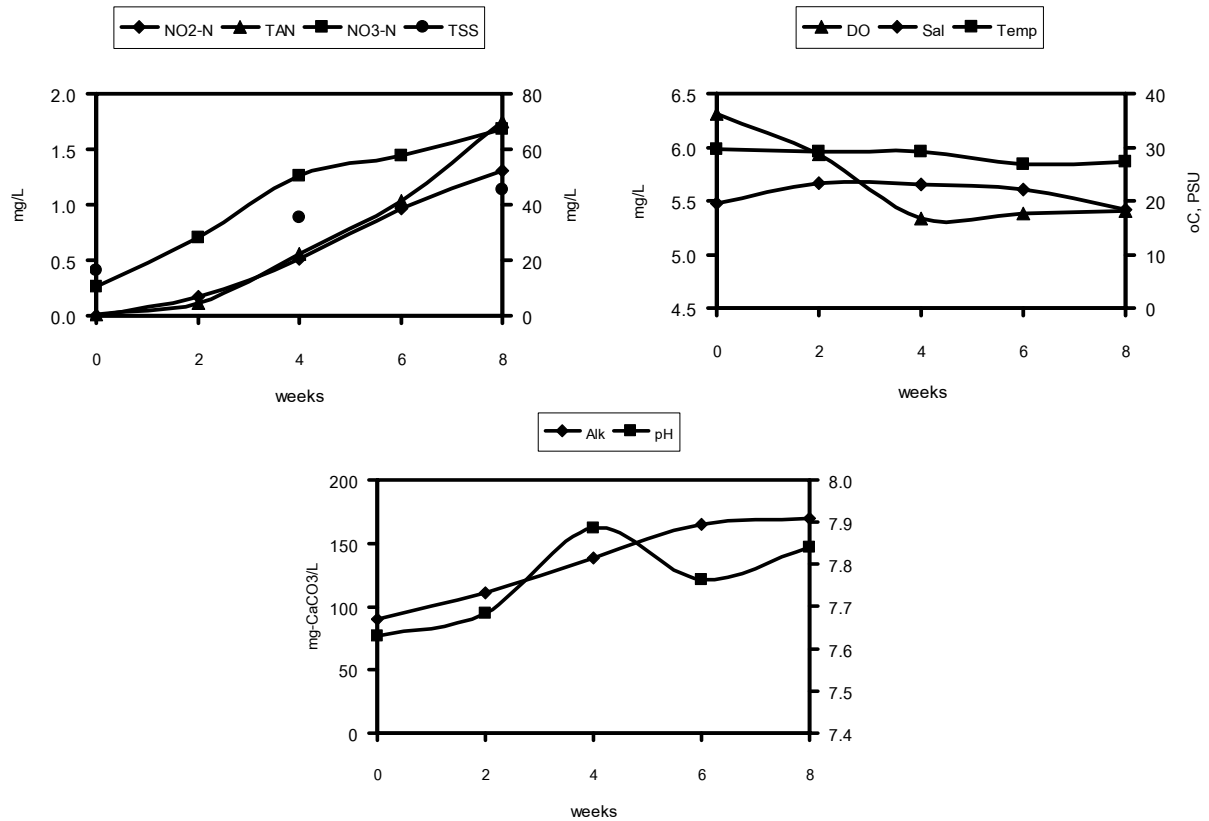 NO2-N TAN NO3-N TSS
2.0
1.5
1.0
0.5
0.0
mg/L
80
60
40
20
0
mg/L
0 2 4 6 8
weeks
DO Sal Temp
6.5
6.0
5.5
5.0
4.5
mg/L
40
30
20
10
0
oC, PSU
0 2 4 6 8
weeks
Alk pH
200
150
100
50
0
mg-CaCO3/L
8.0
7.9
7.8
7.7
7.6
7.5
7.4
0 2 4 6 8
weeks